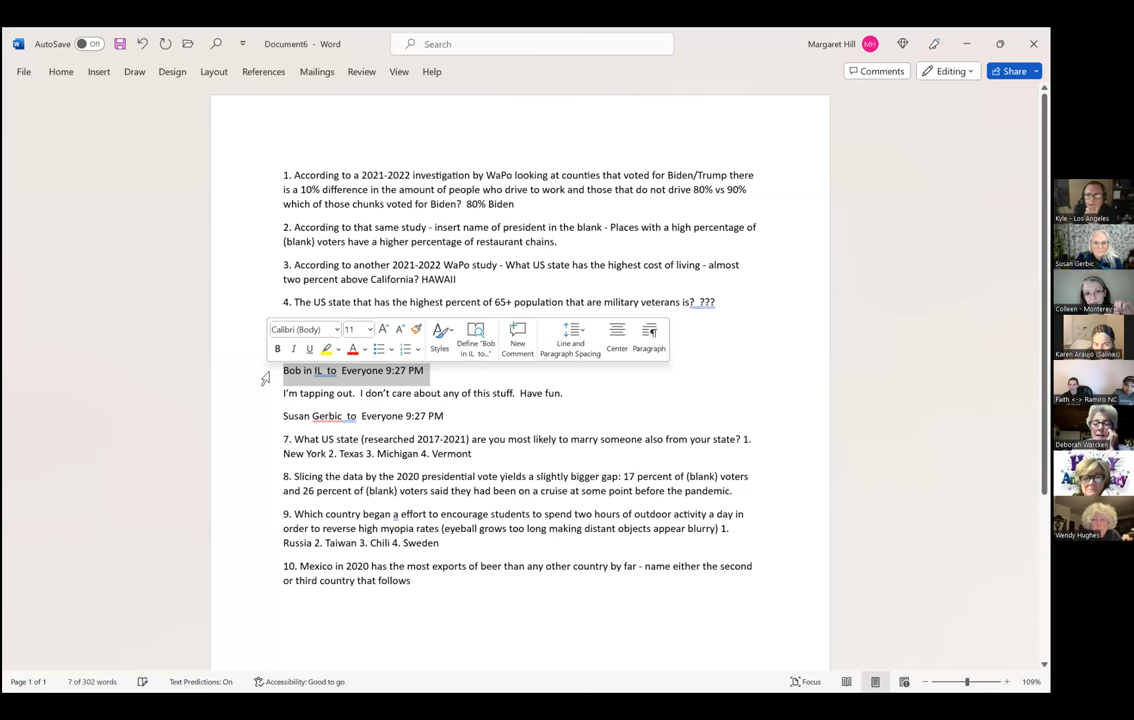 AutoSave Off Document6 - Word Search Margaret Hill MH
File Home Insert Draw Design Layout References Mailings Review View Help Comments Editing Share
1. According to a 2021-2022 investigation by WaPo looking at counties that voted for Biden/Trump there
is a 10% difference in the amount of people who drive to work and those that do not drive 80% vs 90%
which of those chunks voted for Biden? 80% Biden
2. According to that same study - insert name of president in the blank - Places with a high percentage of
(blank) voters have a higher percentage of restaurant chains.
3. According to another 2021-2022 WaPo study - What US state has the highest cost of living - almost
two percent above California? HAWAII
4. The US state that has the highest percent of 65+ population that are military veterans is? ???
Calibri (Body) 11 A A Styles Define "Bob in IL to..." New Comment Line and Paragraph Spacing Center Paragraph
B I U A
Bob in IL to Everyone 9:27 PM
I'm tapping out. I don't care about any of this stuff. Have fun.
Susan Gerbic to Everyone 9:27 PM
7. What US state (researched 2017-2021) are you most likely to marry someone also from your state? 1.
New York 2. Texas 3. Michigan 4. Vermont
8. Slicing the data by the 2020 presidential vote yields a slightly bigger gap: 17 percent of (blank) voters
and 26 percent of (blank) voters said they had been on a cruise at some point before the pandemic.
9. Which country began a effort to encourage students to spend two hours of outdoor activity a day in
order to reverse high myopia rates (eyeball grows too long making distant objects appear blurry) 1.
Russia 2. Taiwan 3. Chili 4. Sweden
10. Mexico in 2020 has the most exports of beer than any other country by far - name either the second
or third country that follows
Page 1 of 1 7 of 302 words Text Predictions: On Accessibility: Good to go Focus 109%
Kyle - Los Angeles
Susan Gerbic
Colleen - Monterey
Karen Araujo (Salinas)
Faith <-> Ramiro NC
Deborah Warcken
Wendy Hughes